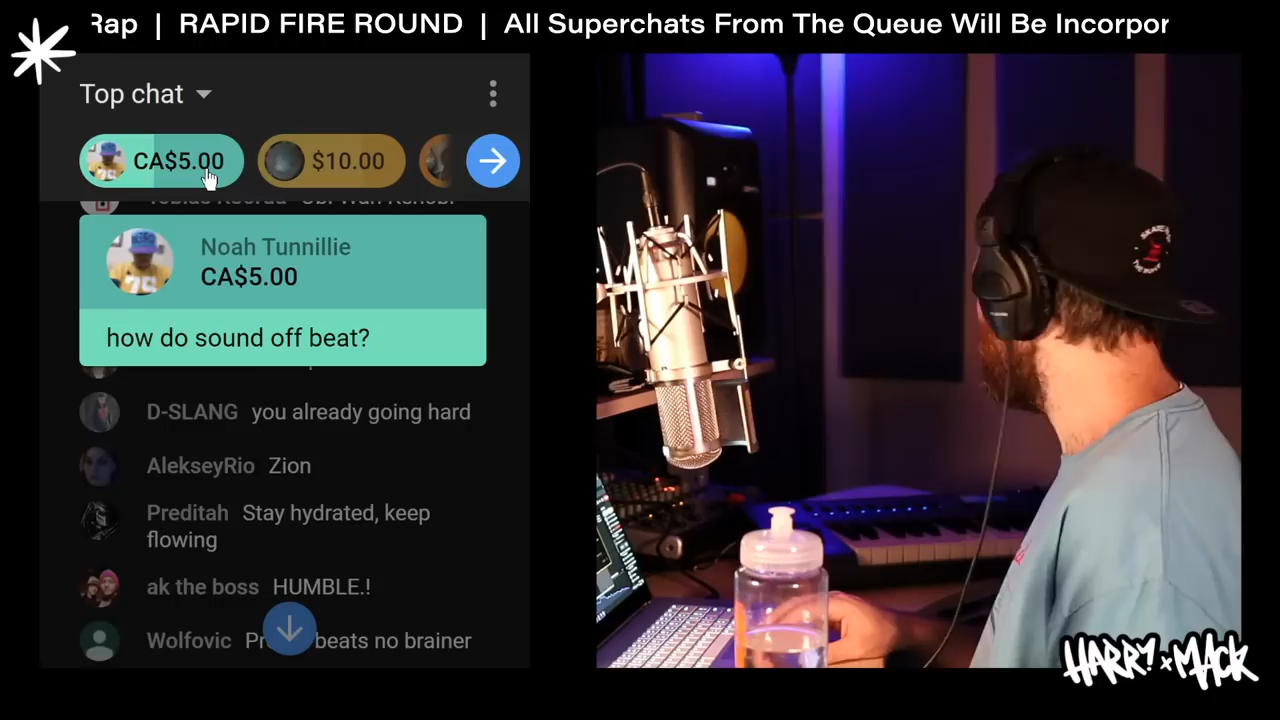 Rap | RAPID FIRE ROUND | All Superchats From The Queue Will Be Incorpor
Top chat
CA$5.00 $10.00
Noah Tunnillie
CA$5.00
how do sound off beat?
D-SLANG you already going hard
AlekseyRio Zion
Preditah Stay hydrated, keep
flowing
ak the boss HUMBLE.!
Wolfovic beats no brainer
HARRY MACK